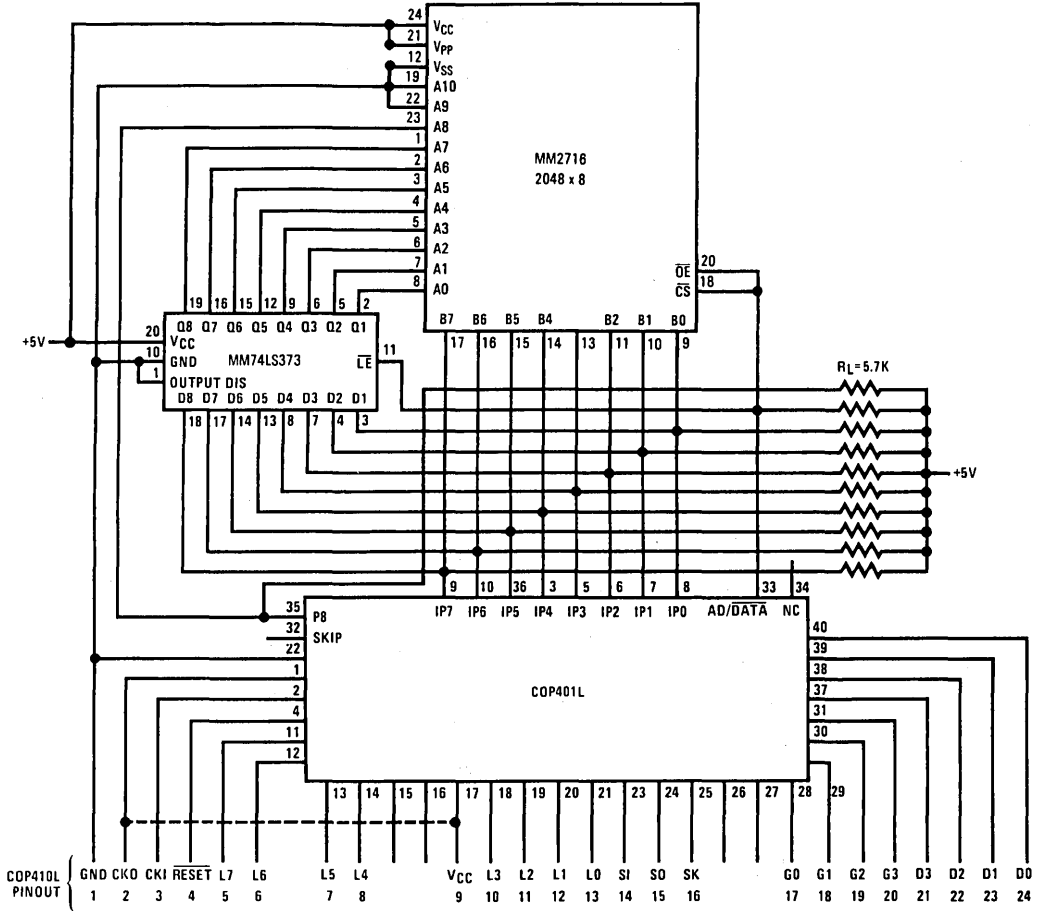 24 VCC
21 VPP
12 VSS
19 A10
22 A9
23 A8
1 A7
2 A6
3 A5
4 A4
5 A3
6 A2
7 A1
8 A0
MM2716
2048 x 8
OE 20
CS 18
B7 B6 B5 B4 B2 B1 B0
17 16 15 14 13 11 10 9
19 16 15 12 9 6 5 2
Q8 Q7 Q6 Q5 Q4 Q3 Q2 Q1
+5V
20 VCC
10 GND
1 OUTPUT DIS
MM74LS373
LE 11
D8 D7 D6 D5 D4 D3 D2 D1
18 17 14 13 8 7 4 3
RL=5.7K
+5V
9 10 36 3 5 6 7 8 33 34
IP7 IP6 IP5 IP4 IP3 IP2 IP1 IP0 AD/DATA NC
35 P8
32 SKIP
22
1
2
4
11
12
COP401L
40
39
38
37
31
30
13 14 15 16 17 18 19 20 21 23 24 25 26 27 28 29
COP410L
PINOUT
GND CKO CKI RESET L7 L6 L5 L4 VCC L3 L2 L1 L0 SI SO SK G0 G1 G2 G3 D3 D2 D1 D0
1 2 3 4 5 6 7 8 9 10 11 12 13 14 15 16 17 18 19 20 21 22 23 24